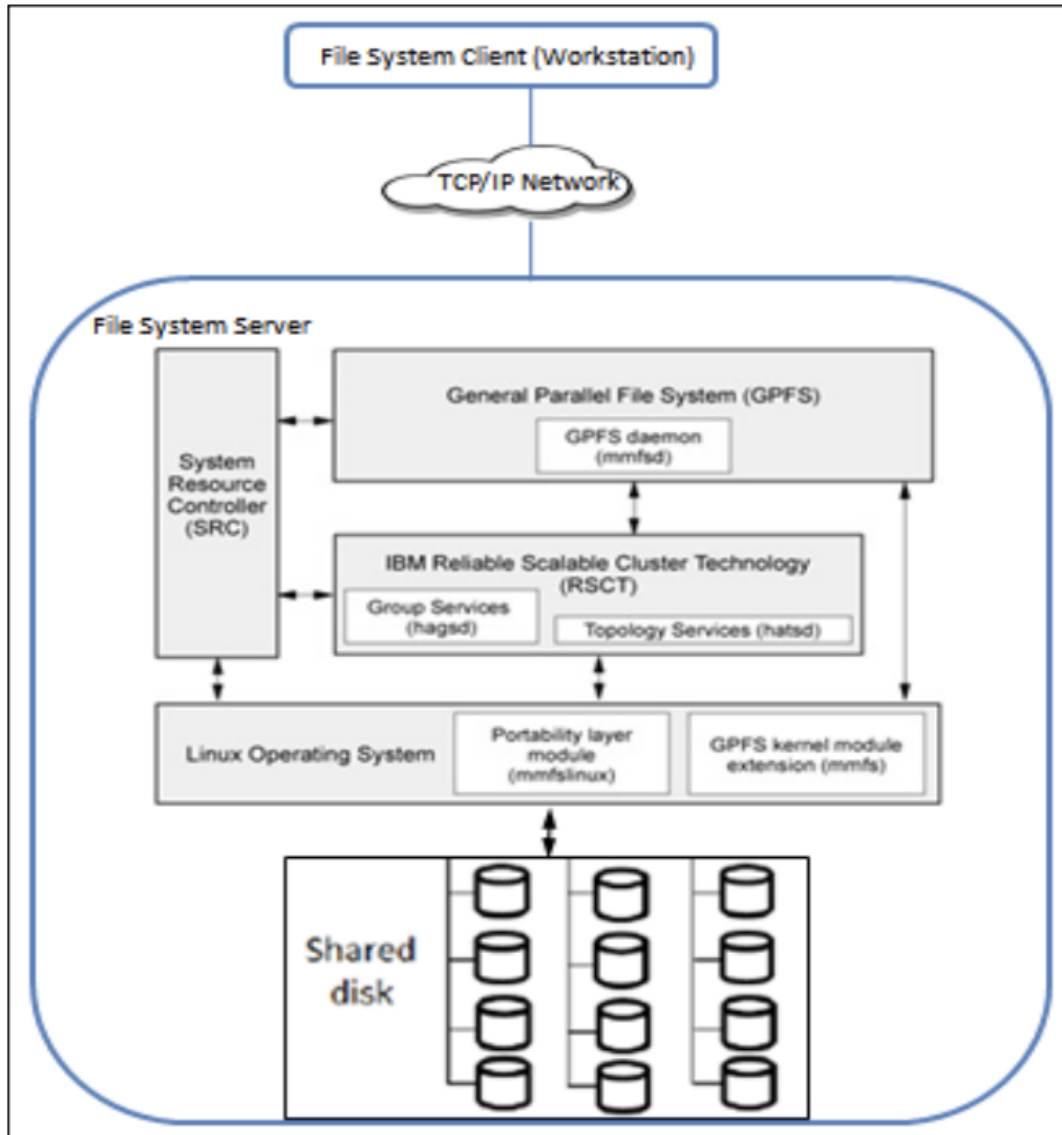 File System Client (Workstation)
TCP/IP Network
File System Server
General Parallel File System (GPFS)
GPFS daemon
(mmfsd)
System
Resource
Controller
(SRC)
IBM Reliable Scalable Cluster Technology
(RSCT)
Group Services
(hagsd)
Topology Services (hatsd)
Linux Operating System
Portability layer
module
(mmfslinux)
GPFS kernel module
extension (mmfs)
Shared
disk